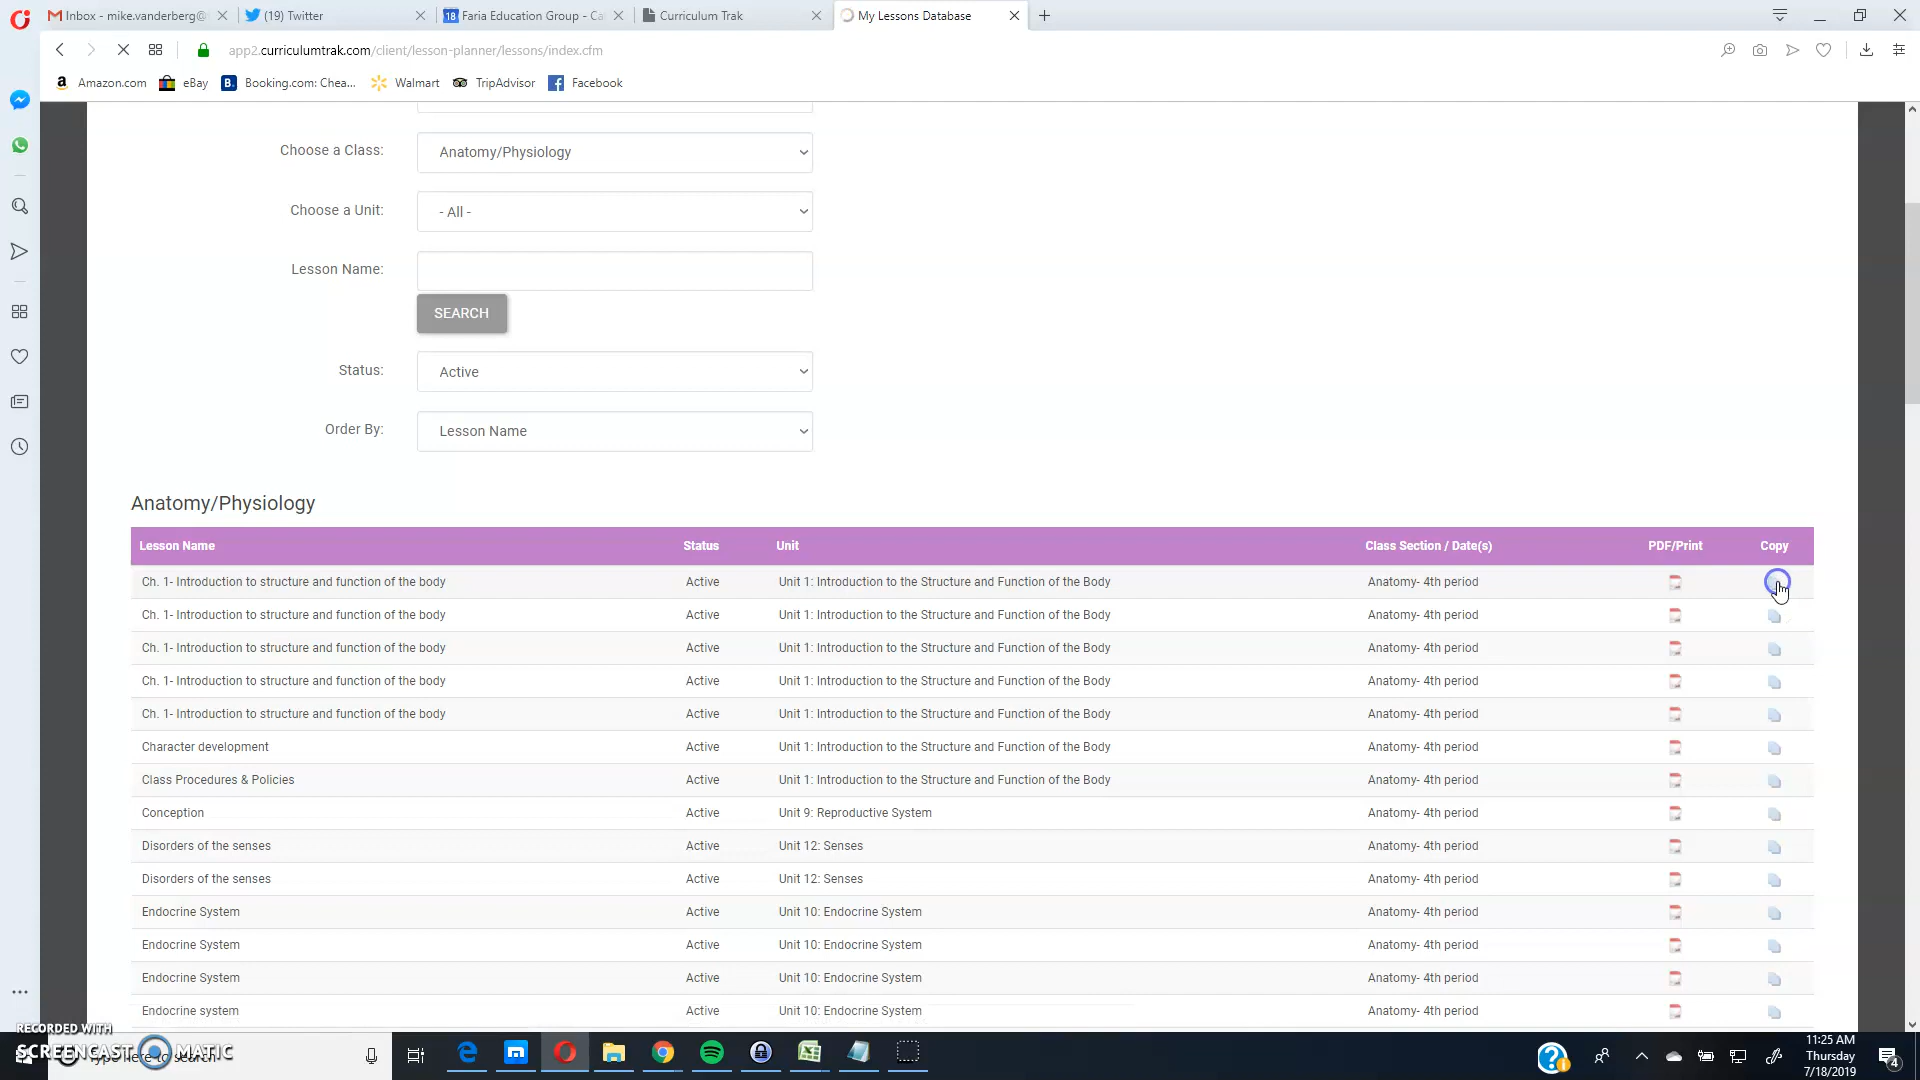 Inbox - mike.vanderberg@ (19) Twitter Faria Education Group - Ca Curriculum Trak My Lessons Database
app2.curriculumtrak.com/client/lesson-planner/lessons/index.cfm
a Amazon.com eBay B. Booking.com: Chea... Walmart TripAdvisor Facebook
Choose a Class: Anatomy/Physiology
Choose a Unit: - All -
Lesson Name:
SEARCH
Status: Active
Order By: Lesson Name
Anatomy/Physiology
Lesson Name Status Unit Class Section / Date(s) PDF/Print Copy
Ch. 1- Introduction to structure and function of the body Active Unit 1: Introduction to the Structure and Function of the Body Anatomy- 4th period
Ch. 1- Introduction to structure and function of the body Active Unit 1: Introduction to the Structure and Function of the Body Anatomy- 4th period
Ch. 1- Introduction to structure and function of the body Active Unit 1: Introduction to the Structure and Function of the Body Anatomy- 4th period
Ch. 1- Introduction to structure and function of the body Active Unit 1: Introduction to the Structure and Function of the Body Anatomy- 4th period
Ch. 1- Introduction to structure and function of the body Active Unit 1: Introduction to the Structure and Function of the Body Anatomy- 4th period
Character development Active Unit 1: Introduction to the Structure and Function of the Body Anatomy- 4th period
Class Procedures & Policies Active Unit 1: Introduction to the Structure and Function of the Body Anatomy- 4th period
Conception Active Unit 9: Reproductive System Anatomy- 4th period
Disorders of the senses Active Unit 12: Senses Anatomy- 4th period
Disorders of the senses Active Unit 12: Senses Anatomy- 4th period
Endocrine System Active Unit 10: Endocrine System Anatomy- 4th period
Endocrine System Active Unit 10: Endocrine System Anatomy- 4th period
Endocrine System Active Unit 10: Endocrine System Anatomy- 4th period
Endocrine system Active Unit 10: Endocrine System Anatomy- 4th period
RECORDED WITH
SCREENCAST MATIC
11:25 AM
Thursday
7/18/2019
4